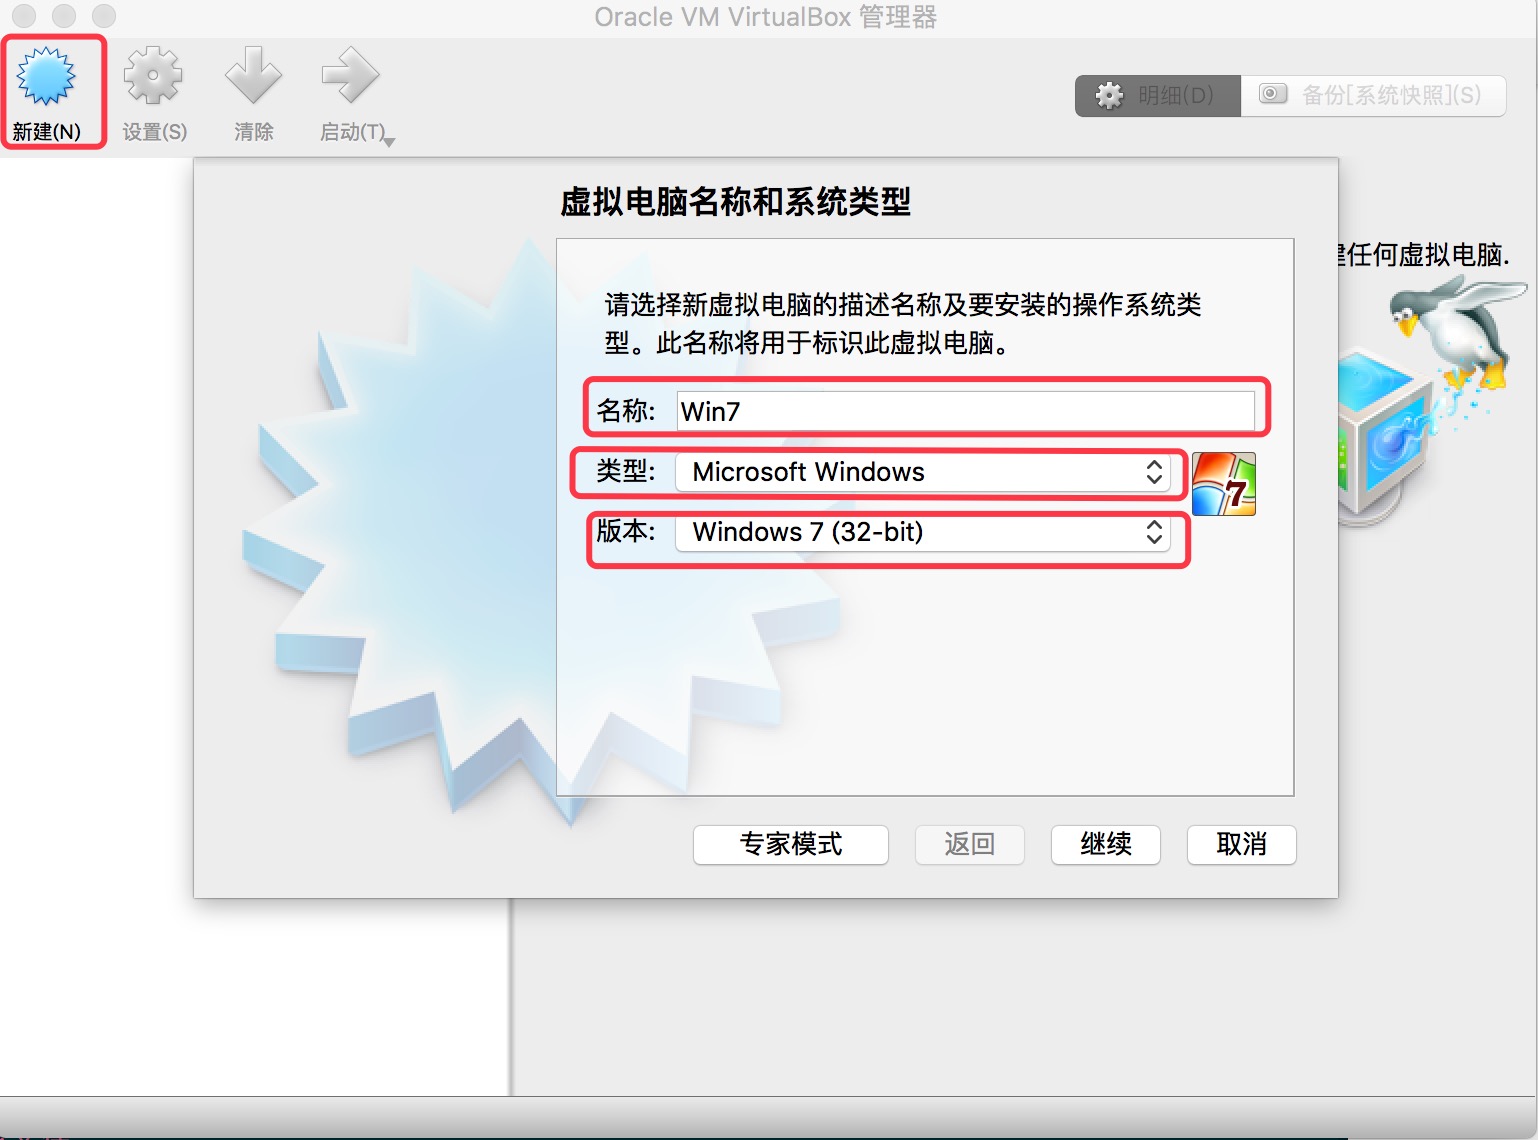 Oracle VM VirtualBox 管理器
新建(N)
设置(S)
清除
启动(T)
明细(D)
备份[系统快照](S)
虚拟电脑名称和系统类型
任何虚拟电脑.
请选择新虚拟电脑的描述名称及要安装的操作系统类
型。此名称将用于标识此虚拟电脑。
名称: Win7
类型: Microsoft Windows
7
版本: Windows 7 (32-bit)
专家模式
返回
继续
取消